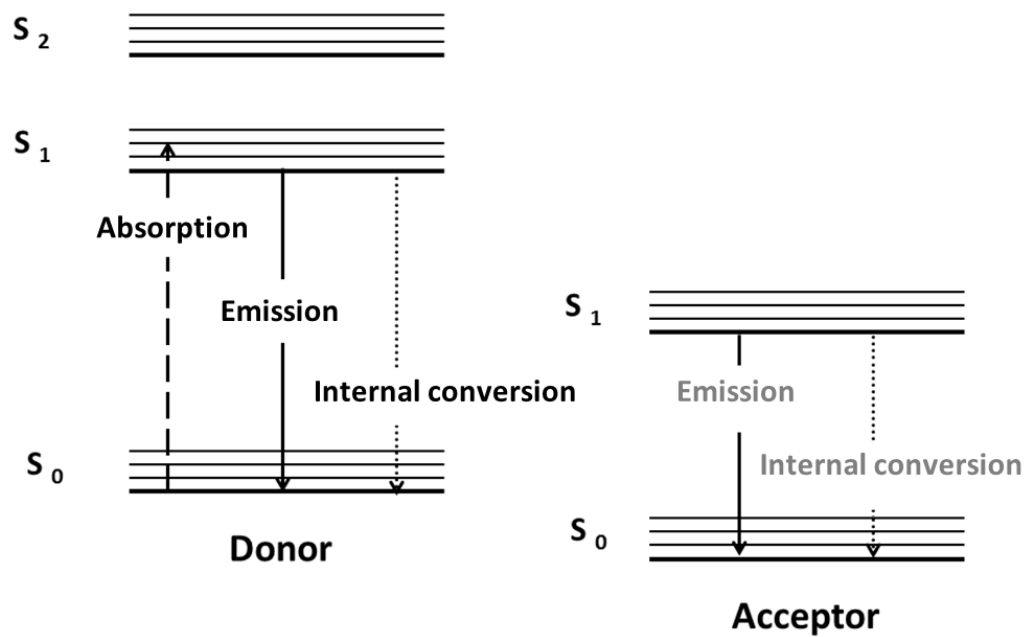 S 2
S 1
Absorption
Emission
Internal conversion
S 0
Donor
S 1
Emission
Internal conversion
S 0
Acceptor